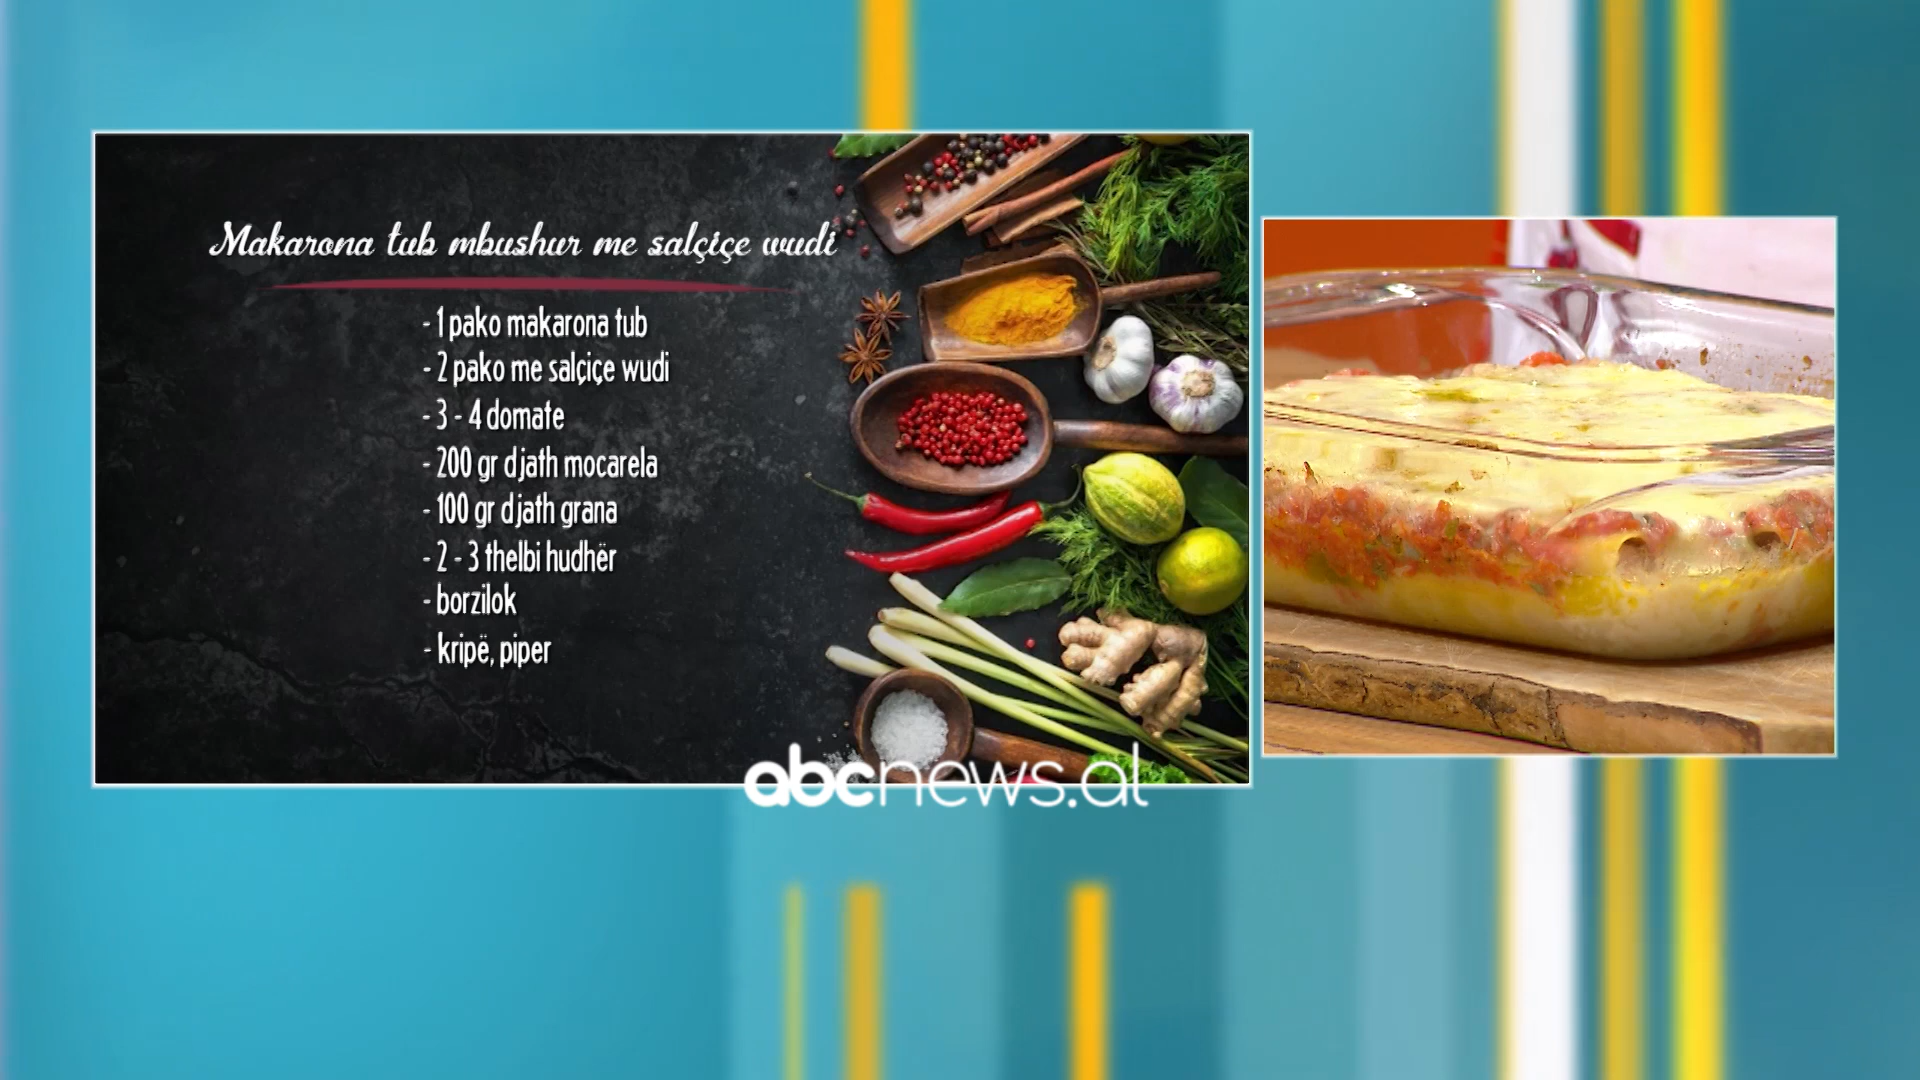 Makarona tub mbushur me salçiçe wudi
- 1 pako makarona tub
- 2 pako me salçiçe wudi
- 3 - 4 domate
- 200 gr djath mocarela
- 100 gr djath grana
- 2 - 3 thelbi hudhër
- borzilok
- kripë, piper
abcnews.al